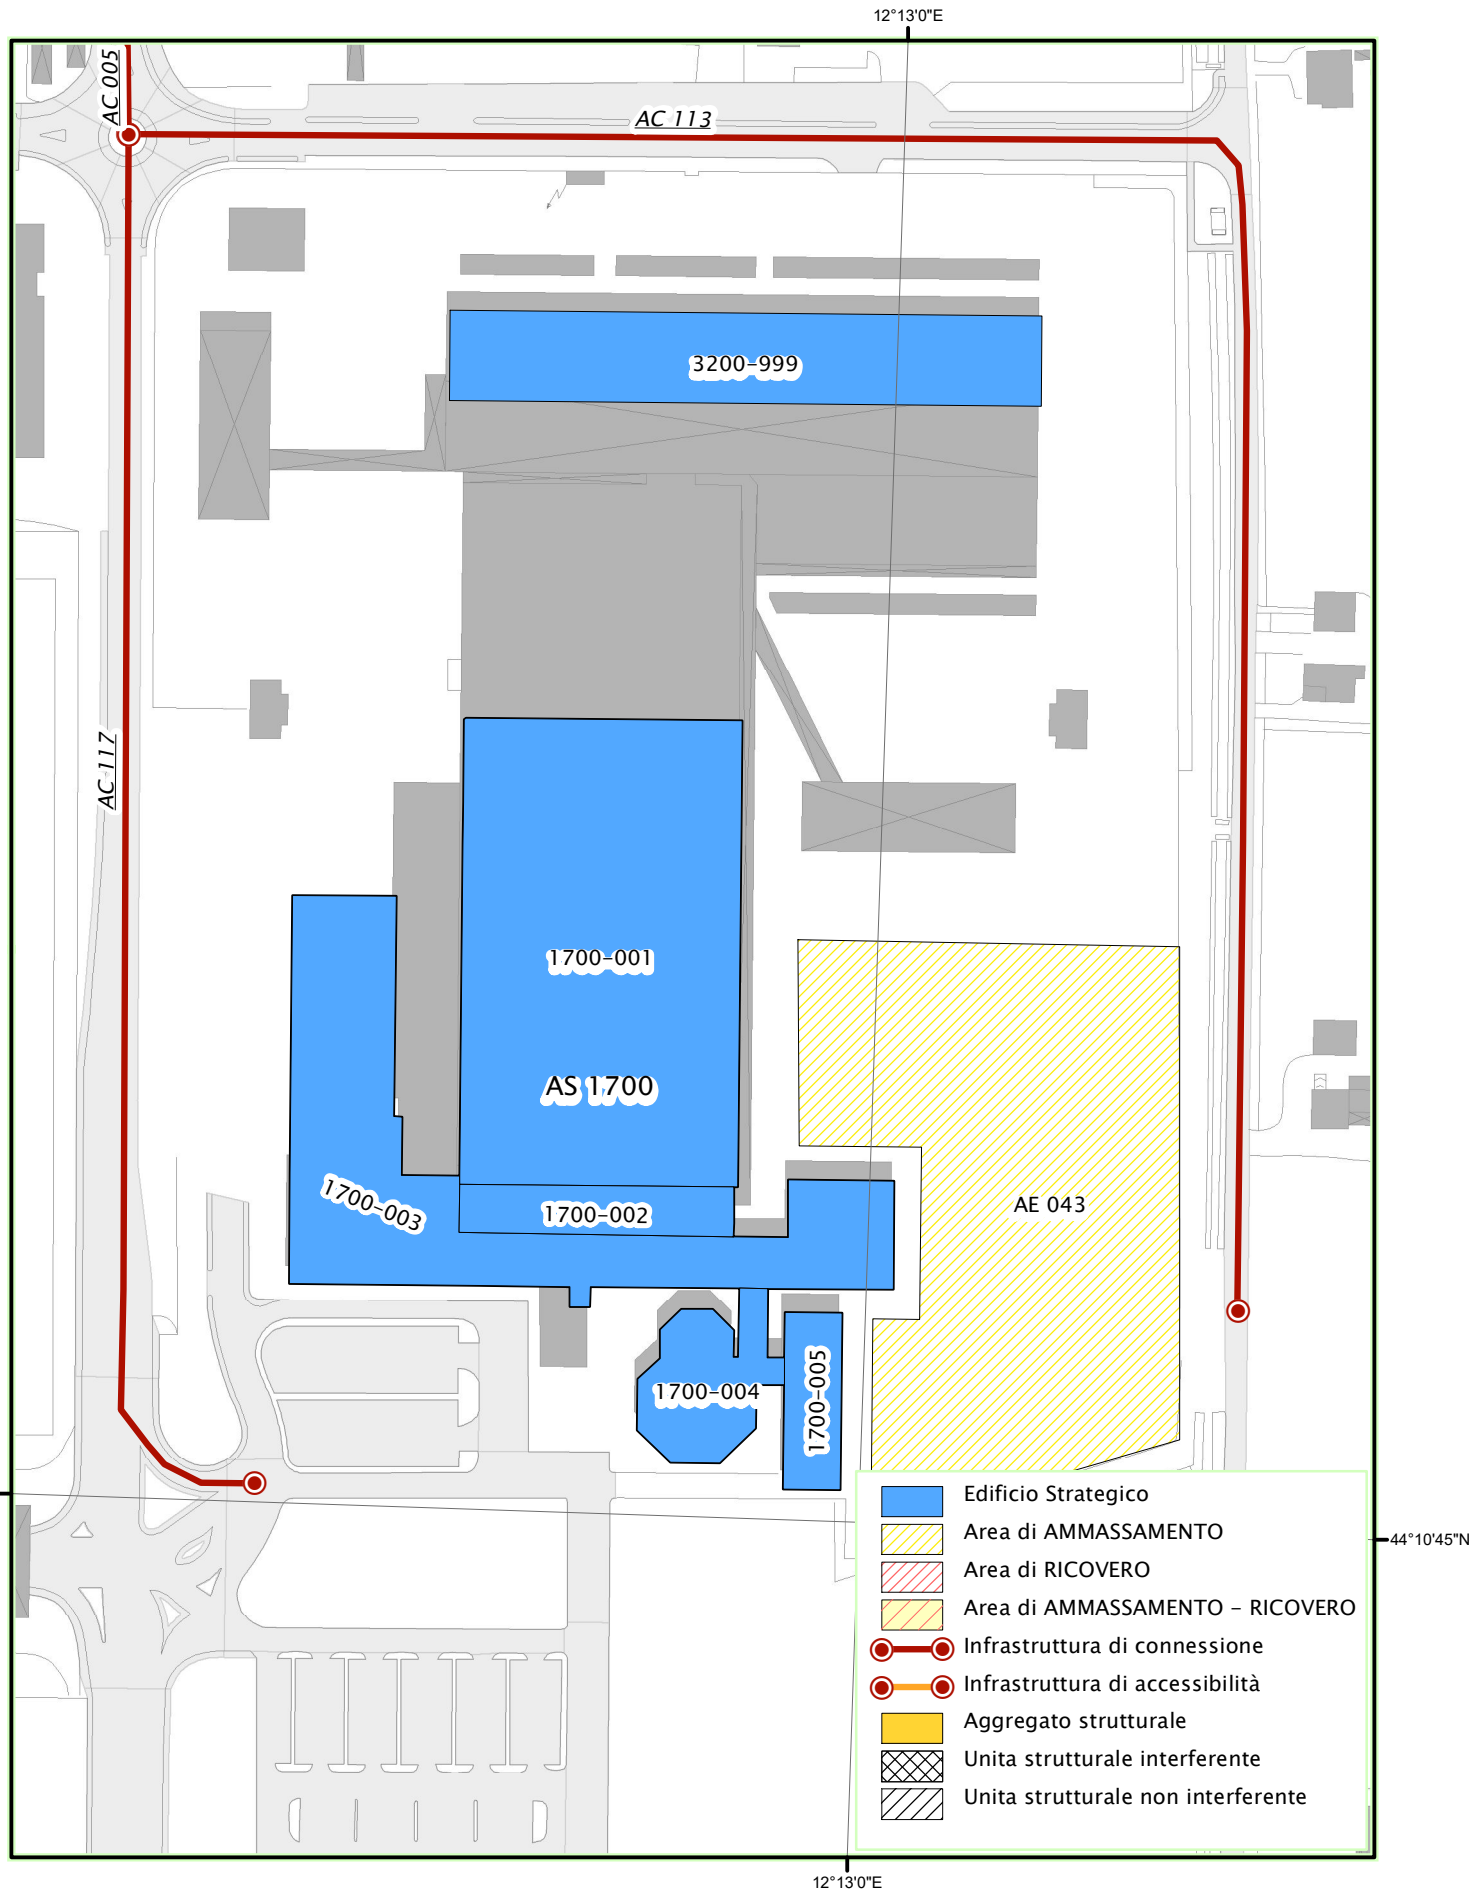 12°13'0"E
AC 005
AC 113
3200-999
AC 117
1700-001
AS 1700
1700-003
1700-002
AE 043
1700-004
1700-005
Edificio Strategico
Area di AMMASSAMENTO
Area di RICOVERO
Area di AMMASSAMENTO - RICOVERO
Infrastruttura di connessione
Infrastruttura di accessibilità
Aggregato strutturale
Unita strutturale interferente
Unita strutturale non interferente
44°10'45"N
12°13'0"E